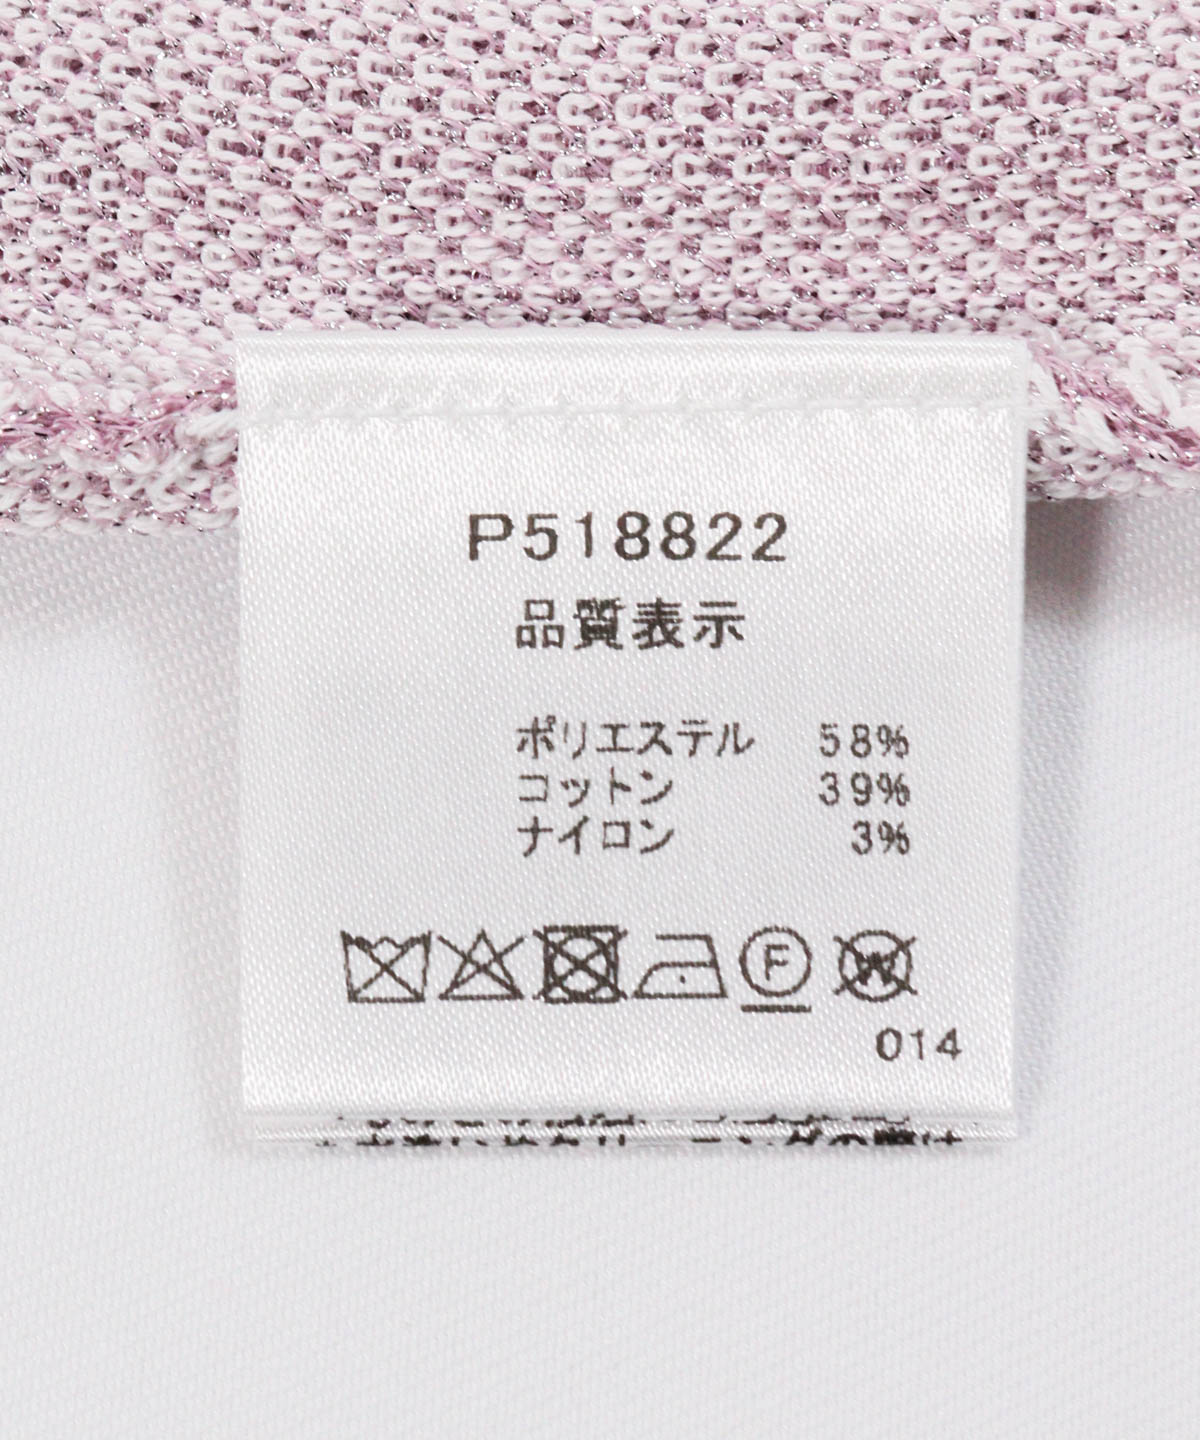 P518822
品質表示
ポリエステル 58%
コットン 39%
ナイロン 3%
F W
014